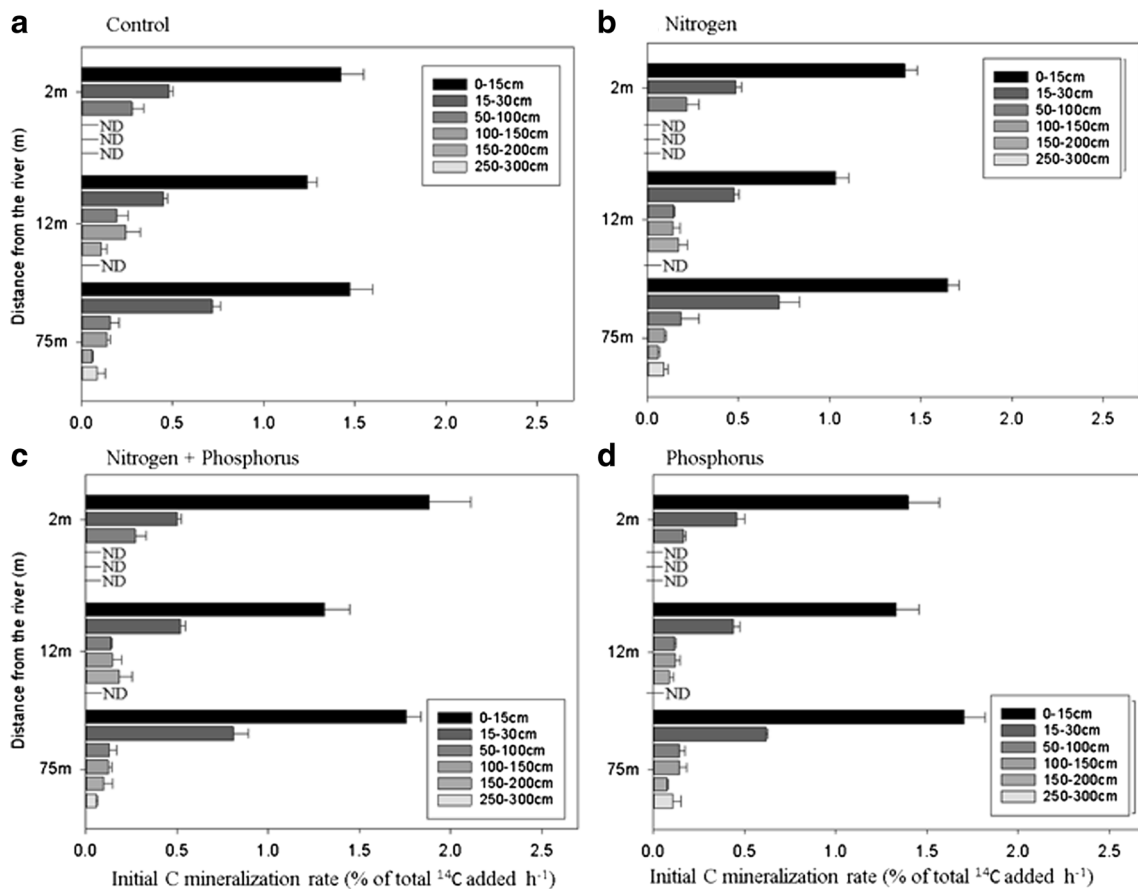 a Control
0-15cm
15-30cm
50-100cm
100-150cm
150-200cm
250-300cm
Distance from the river (m)
2m
ND
ND
ND
12m
ND
75m
0.0 0.5 1.0 1.5 2.0 2.5
b Nitrogen
0-15cm
15-30cm
50-100cm
100-150cm
150-200cm
250-300cm
2m
ND
ND
ND
12m
ND
75m
0.0 0.5 1.0 1.5 2.0 2.5
c Nitrogen + Phosphorus
Distance from the river (m)
2m
ND
ND
ND
12m
ND
75m
0-15cm
15-30cm
50-100cm
100-150cm
150-200cm
250-300cm
0.0 0.5 1.0 1.5 2.0 2.5
Initial C mineralization rate (% of total ¹⁴C added h⁻¹)
d Phosphorus
2m
ND
ND
ND
12m
ND
75m
0-15cm
15-30cm
50-100cm
100-150cm
150-200cm
250-300cm
0.0 0.5 1.0 1.5 2.0 2.5
Initial C mineralization rate (% of total ¹⁴C added h⁻¹)